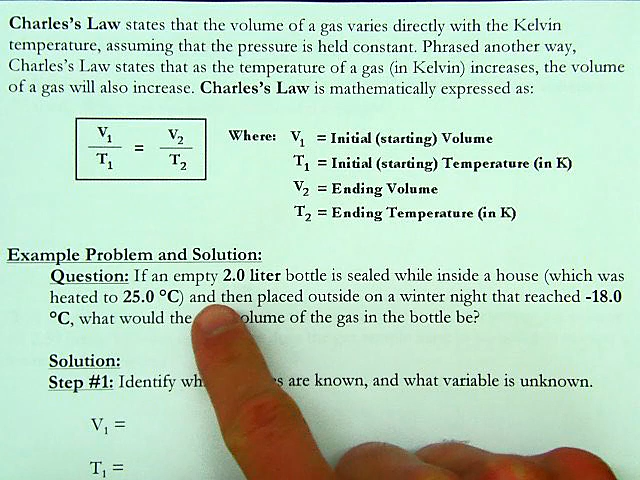 Charles's Law states that the volume of a gas varies directly with the Kelvin
temperature, assuming that the pressure is held constant. Phrased another way,
Charles's Law states that as the temperature of a gas (in Kelvin) increases, the volume
of a gas will also increase. Charles's Law is mathematically expressed as:
V₁ / T₁ = V₂ / T₂
Where: V₁ = Initial (starting) Volume
T₁ = Initial (starting) Temperature (in K)
V₂ = Ending Volume
T₂ = Ending Temperature (in K)
Example Problem and Solution:
Question: If an empty 2.0 liter bottle is sealed while inside a house (which was
heated to 25.0 °C) and then placed outside on a winter night that reached -18.0
°C, what would the olume of the gas in the bottle be?
Solution:
Step #1: Identify wh are known, and what variable is unknown.
V₁ =
T₁ =